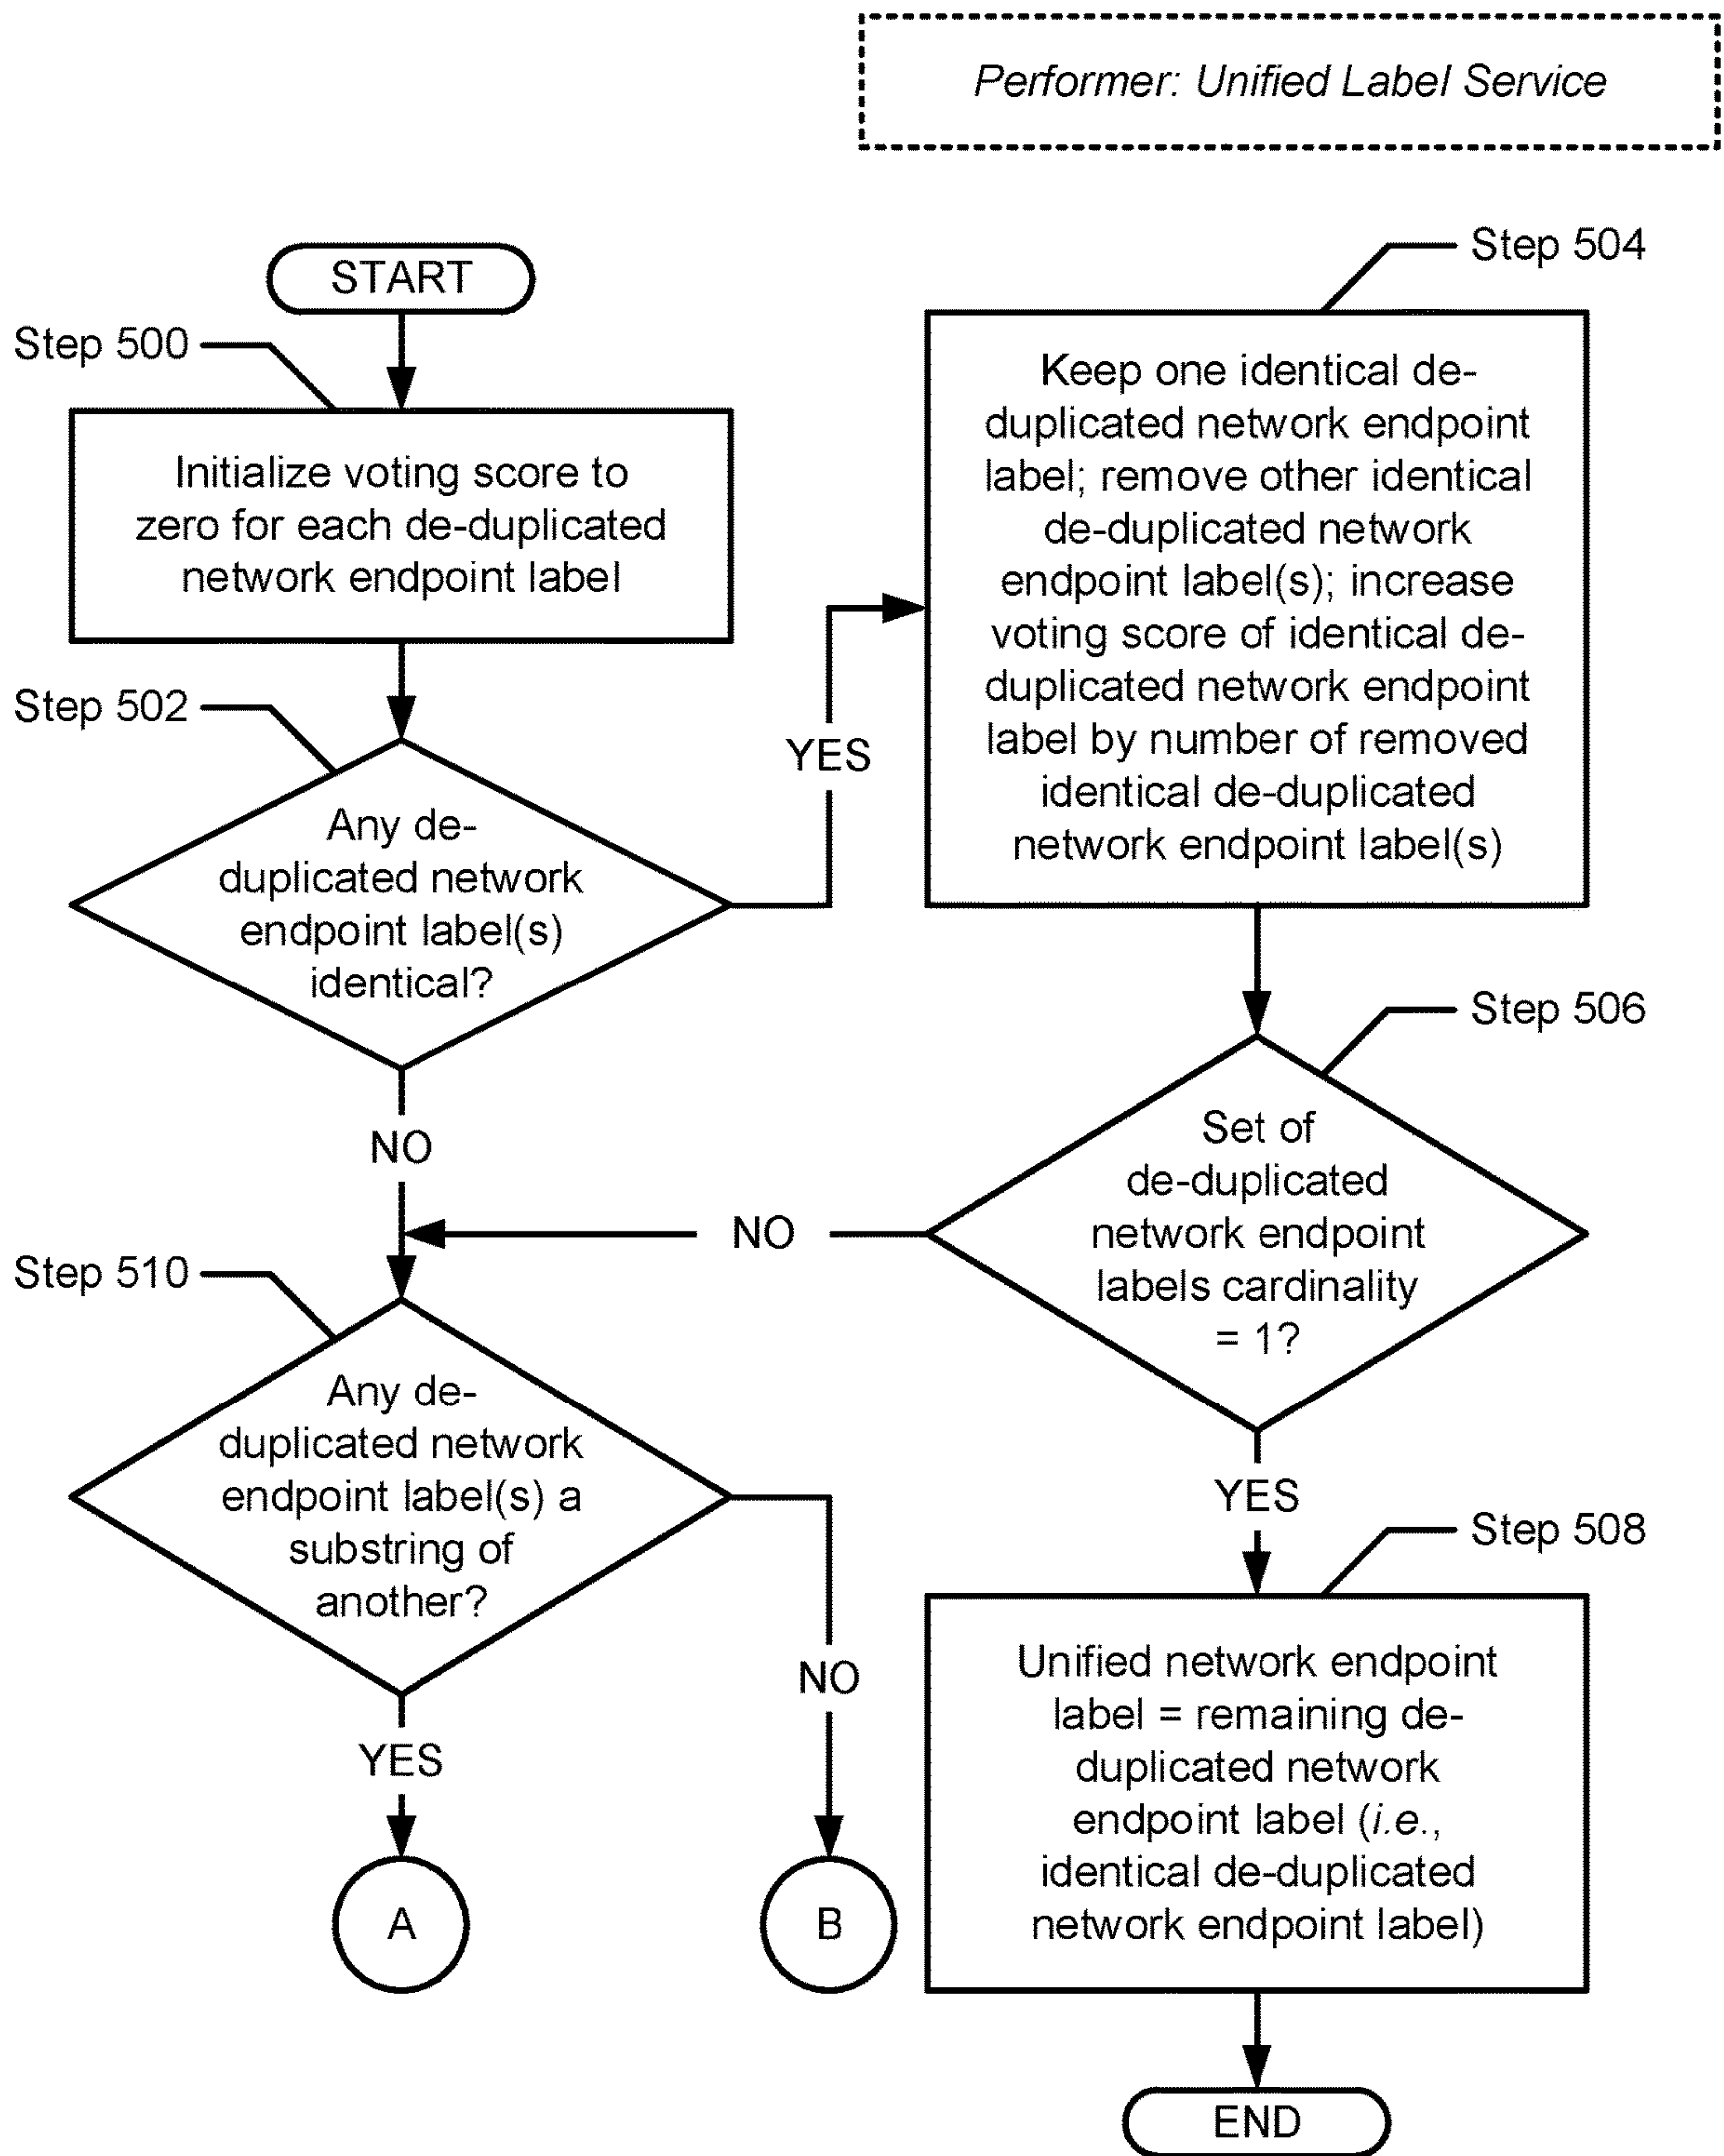 Performer: Unified Label Service
START
Step 500
Initialize voting score to
zero for each de-duplicated
network endpoint label
Step 502
Any de-
duplicated network
endpoint label(s)
identical?
YES
NO
Step 504
Keep one identical de-
duplicated network endpoint
label; remove other identical
de-duplicated network
endpoint label(s); increase
voting score of identical de-
duplicated network endpoint
label by number of removed
identical de-duplicated
network endpoint label(s)
Step 506
Set of
de-duplicated
network endpoint
labels cardinality
= 1?
NO
YES
Step 510
Any de-
duplicated network
endpoint label(s) a
substring of
another?
YES
NO
A
B
Step 508
Unified network endpoint
label = remaining de-
duplicated network
endpoint label (i.e.,
identical de-duplicated
network endpoint label)
END